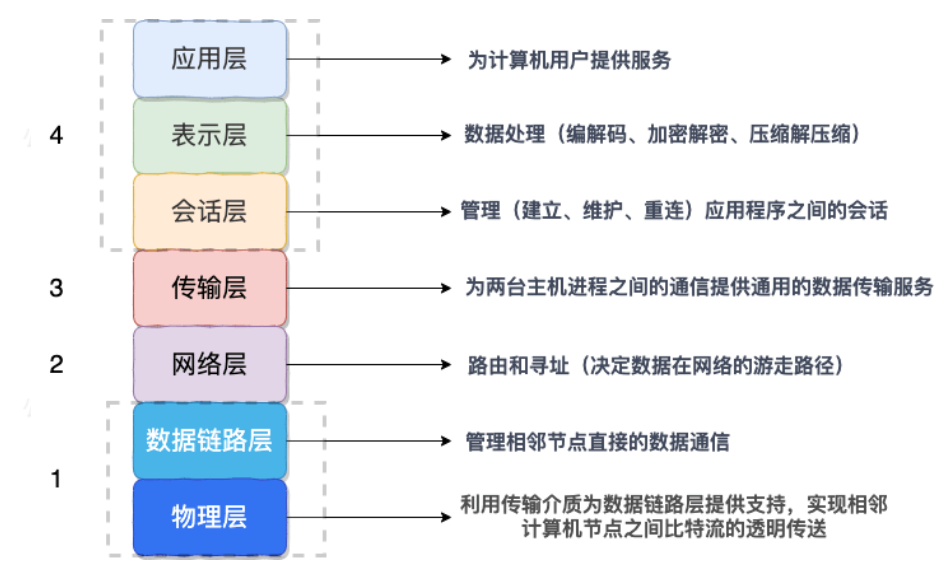 应用层
为计算机用户提供服务
4
表示层
数据处理（编解码、加密解密、压缩解压缩）
会话层
管理（建立、维护、重连）应用程序之间的会话
3
传输层
为两台主机进程之间的通信提供通用的数据传输服务
2
网络层
路由和寻址（决定数据在网络的游走路径）
数据链路层
管理相邻节点直接的数据通信
1
物理层
利用传输介质为数据链路层提供支持，实现相邻
计算机节点之间比特流的透明传送